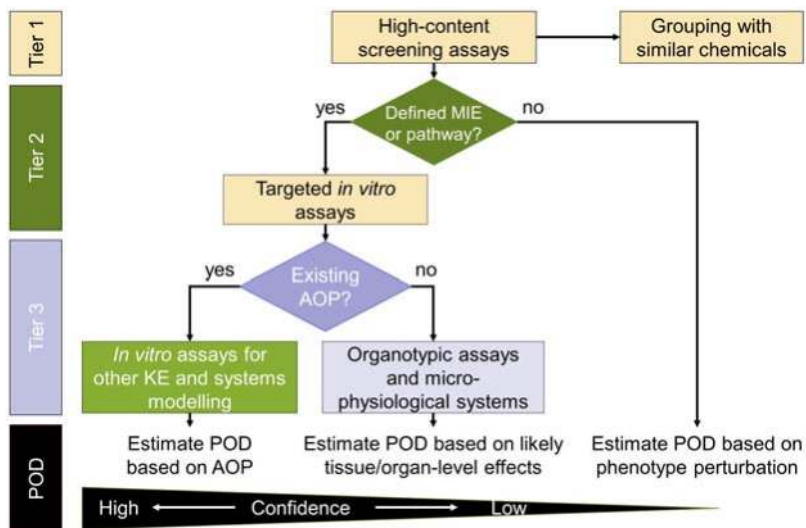 Tier 1
High-content
screening assays
Grouping with
similar chemicals
Tier 2
yes
Defined MIE
or pathway?
no
Targeted in vitro
assays
Tier 3
yes
Existing
AOP?
no
In vitro assays for
other KE and systems
modelling
Organotypic assays
and micro-
physiological systems
POD
Estimate POD
based on AOP
Estimate POD based on likely
tissue/organ-level effects
Estimate POD based on
phenotype perturbation
High Confidence Low